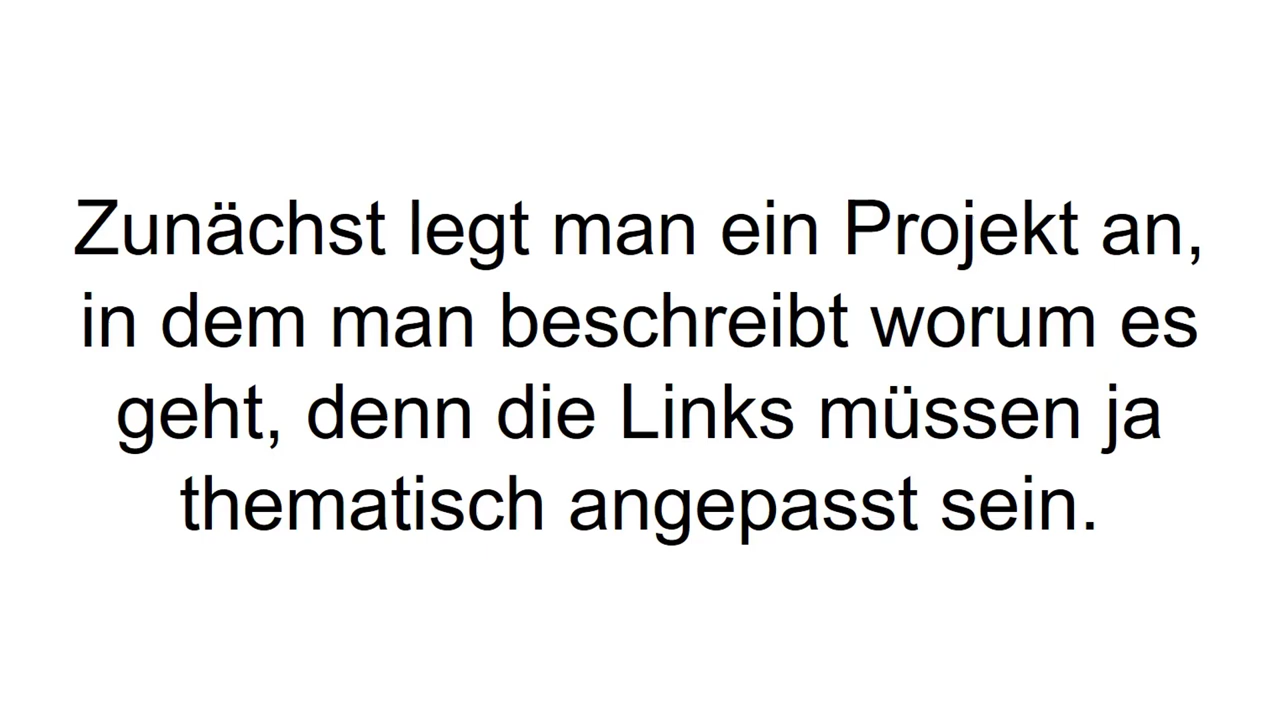 Zunächst legt man ein Projekt an,
in dem man beschreibt worum es
geht, denn die Links müssen ja
thematisch angepasst sein.